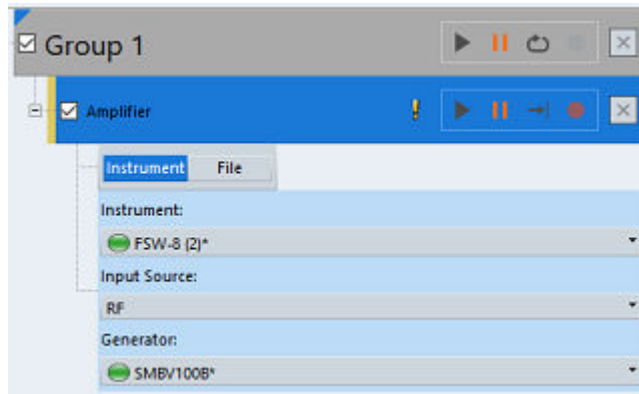 Group 1
Amplifier
Instrument File
Instrument:
FSW-8 (2)*
Input Source:
RF
Generator:
SMBV100B*